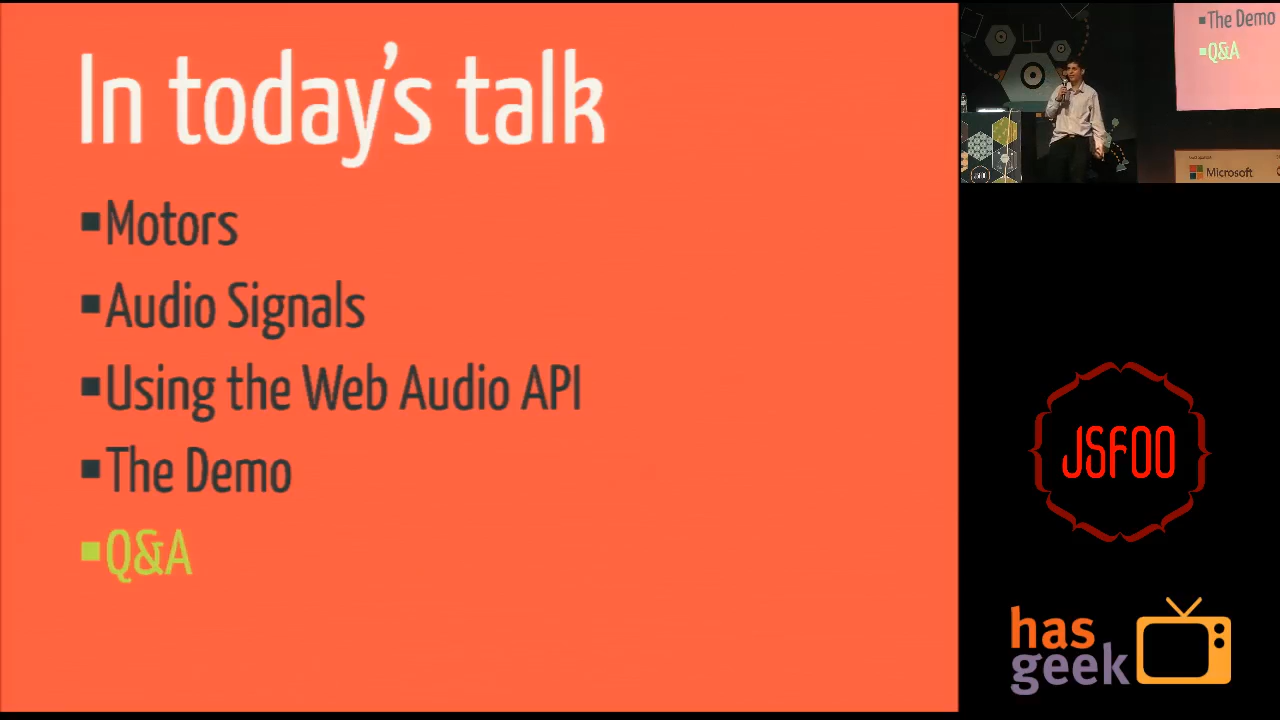 In today's talk
▪Motors
▪Audio Signals
▪Using the Web Audio API
▪The Demo
▪Q&A
▪The Demo
▪Q&A
Microsoft
JSFOO
has
geek